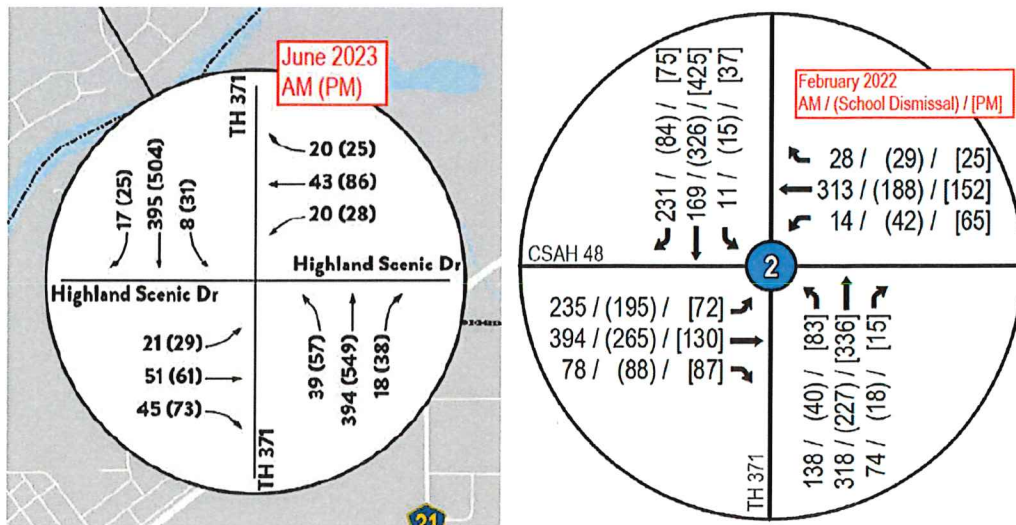 June 2023
AM (PM)
TH 371
20 (25)
43 (86)
20 (28)
17 (25)
395 (504)
8 (31)
Highland Scenic Dr
Highland Scenic Dr
21 (29)
51 (61)
45 (73)
39 (57)
394 (549)
18 (38)
TH 371
21
February 2022
AM / (School Dismissal) / [PM]
231 / (84) / [75]
169 / (326) / [425]
11 / (15) / [37]
28 / (29) / [25]
313 / (188) / [152]
14 / (42) / [65]
CSAH 48
2
235 / (195) / [72]
394 / (265) / [130]
78 / (88) / [87]
138 / (40) / [83]
318 / (227) / [336]
74 / (18) / [15]
TH 371